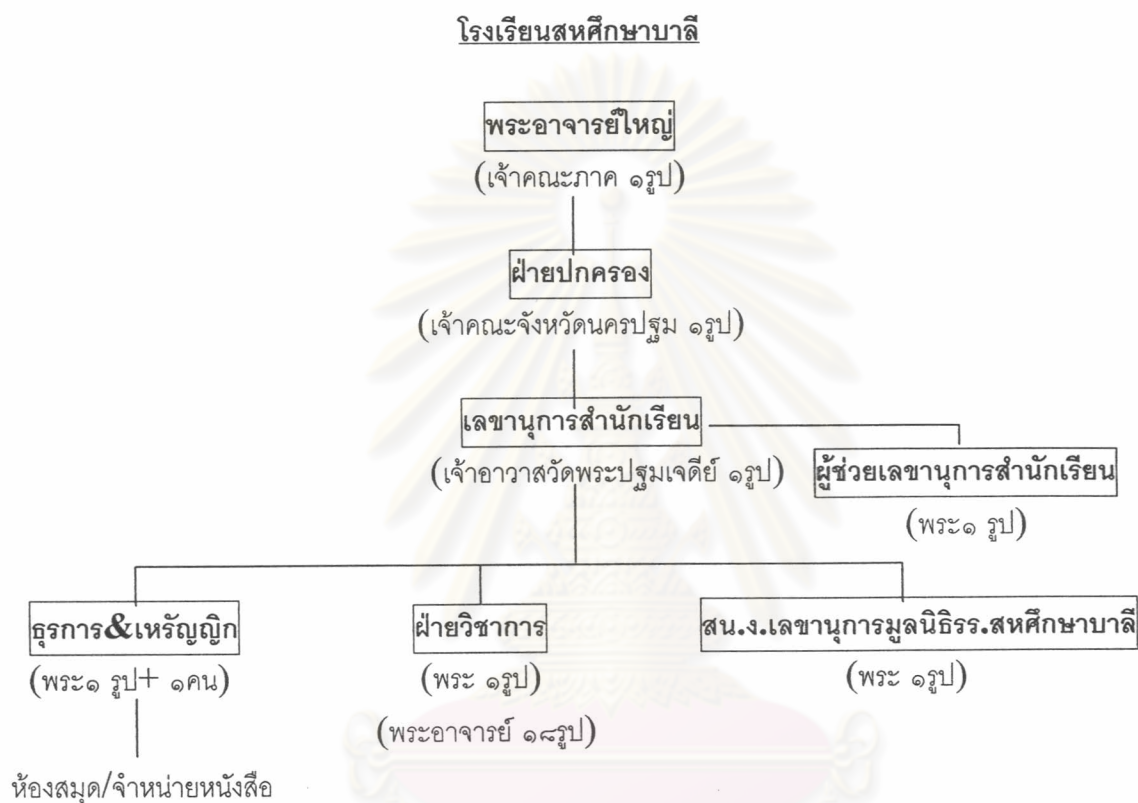 โรงเรียนสหศึกษาบาลี
พระอาจารย์ใหญ่
(เจ้าคณะภาค ๑รูป)
ฝ่ายปกครอง
(เจ้าคณะจังหวัดนครปฐม ๑รูป)
เลขานุการสำนักเรียน
(เจ้าอาวาสวัดพระปฐมเจดีย์ ๑รูป)
ผู้ช่วยเลขานุการสำนักเรียน
(พระ๑ รูป)
ธุรการ&เหรัญญิก
(พระ๑ รูป+ ๑คน)
ห้องสมุด/จำหน่ายหนังสือ
ฝ่ายวิชาการ
(พระ ๑รูป)
(พระอาจารย์ ๑๘รูป)
สน.ง.เลขานุการมูลนิธิรร.สหศึกษาบาลี
(พระ ๑รูป)